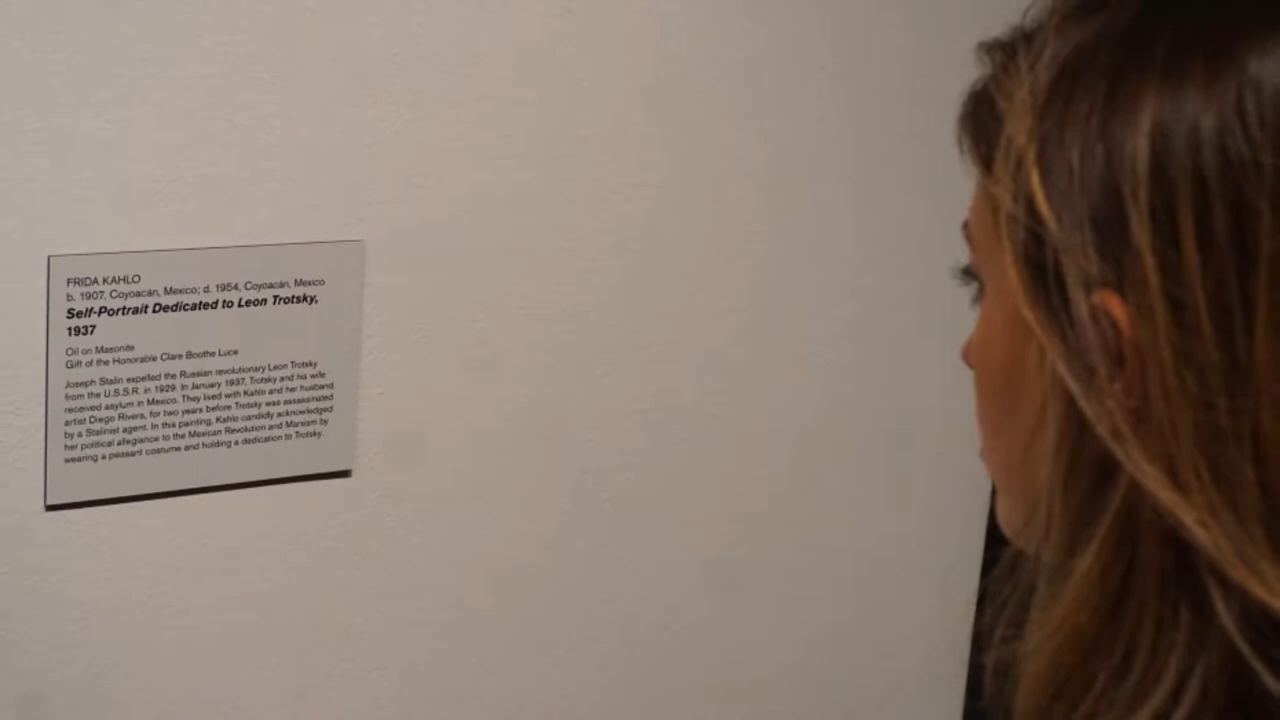 FRIDA KAHLO
b. 1907, Coyoacán, Mexico; d. 1954, Coyoacán, Mexico
Self-Portrait Dedicated to Leon Trotsky,
1937
Oil on Masonite
Gift of the Honorable Clare Boothe Luce
Joseph Stalin expelled the Russian revolutionary Leon Trotsky
from the U.S.S.R. in 1929. In January 1937, Trotsky and his wife
received asylum in Mexico. They lived with Kahlo and her husband,
artist Diego Rivera, for two years before Trotsky was assassinated
by a Stalinist agent. In this painting, Kahlo candidly acknowledged
her political allegiance to the Mexican Revolution and Marxism by
wearing a peasant costume and holding a dedication to Trotsky.